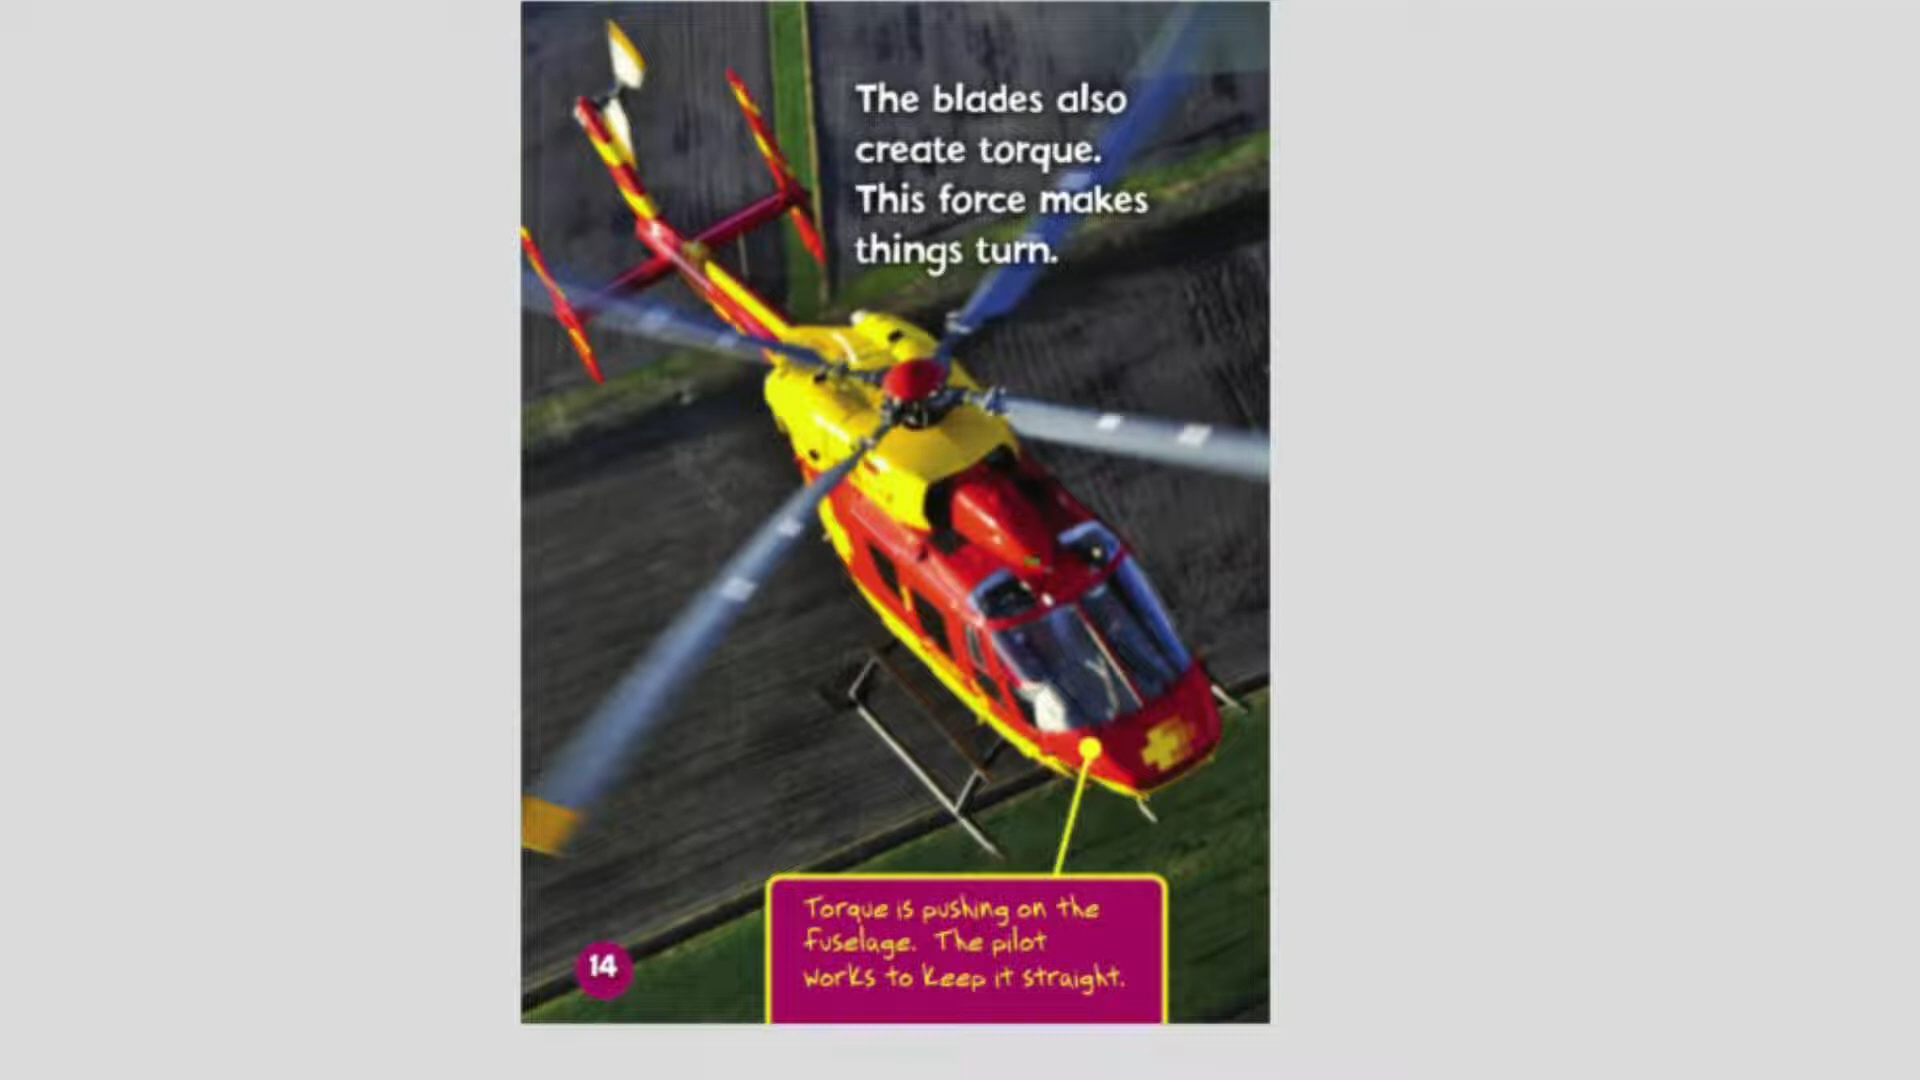 The blades also
create torque.
This force makes
things turn.
Torque is pushing on the
fuselage. The pilot
works to keep it straight.
14